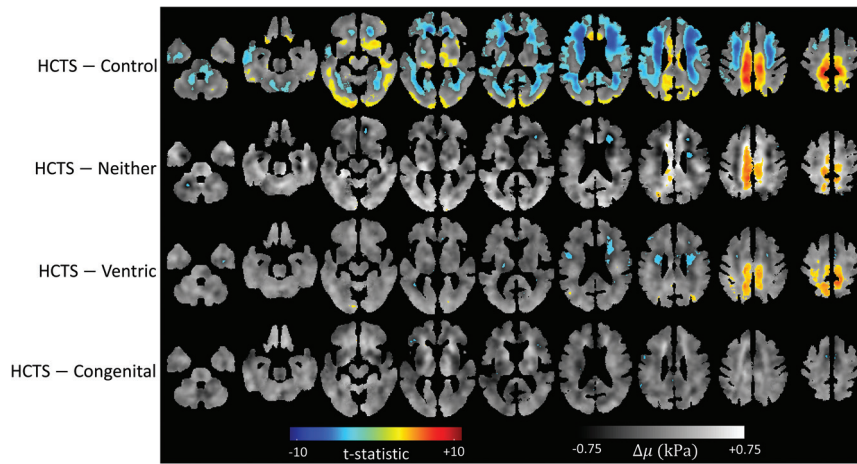 HCTS – Control
HCTS – Neither
HCTS – Ventric
HCTS – Congenital
-10 t-statistic +10
-0.75 Δμ (kPa) +0.75